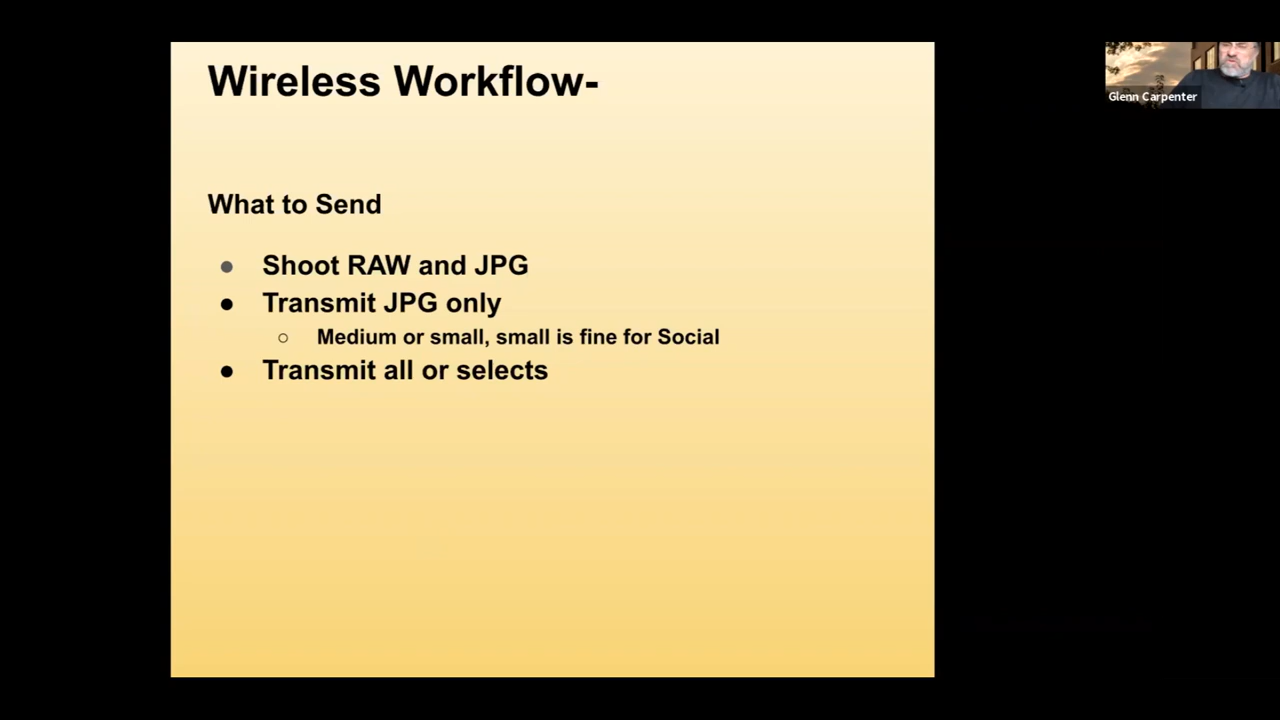 Wireless Workflow-
What to Send
● Shoot RAW and JPG
● Transmit JPG only
○ Medium or small, small is fine for Social
● Transmit all or selects
Glenn Carpenter